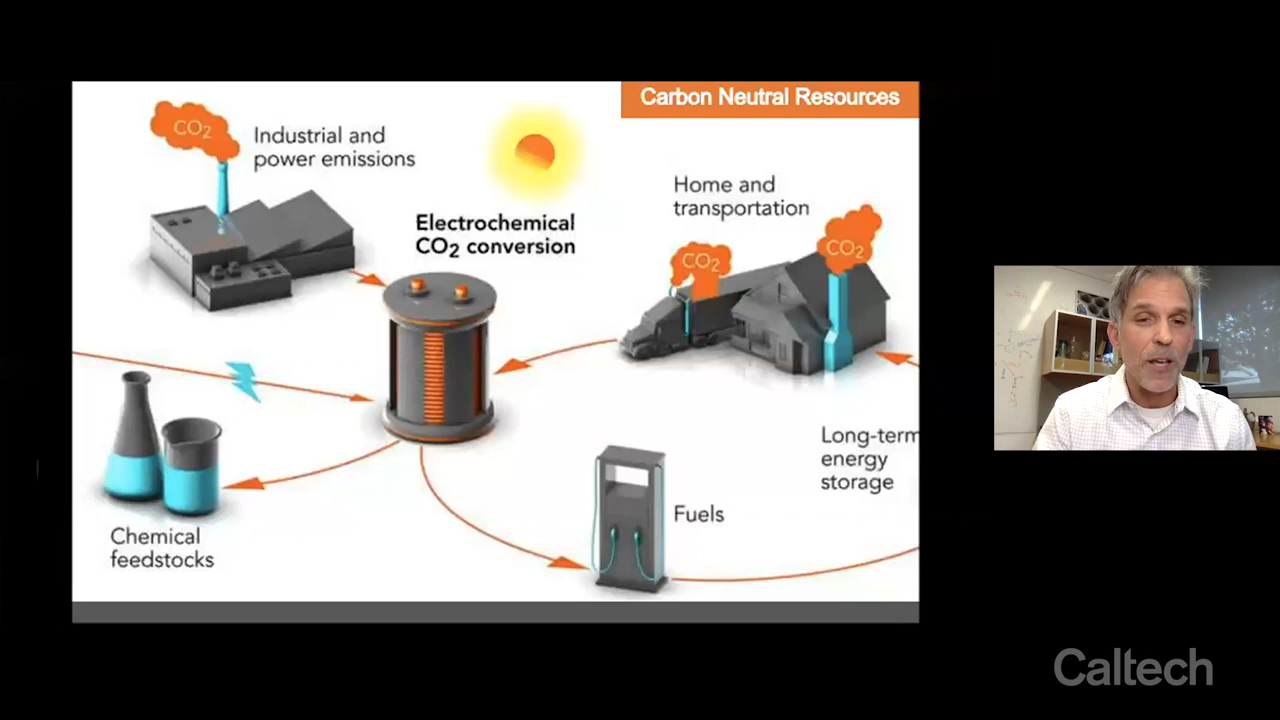 Carbon Neutral Resources
CO2
Industrial and
power emissions
Electrochemical
CO2 conversion
Home and
transportation
CO2
CO2
Long-term
energy
storage
Fuels
Chemical
feedstocks
Caltech